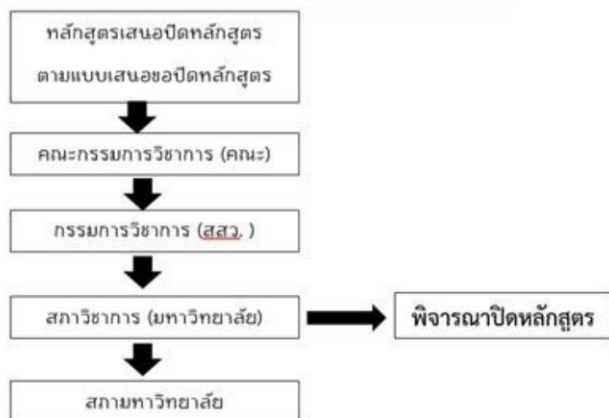 หลักสูตรเสนอปิดหลักสูตร
ตามแบบเสนอขอปิดหลักสูตร
คณะกรรมการวิชาการ (คณะ)
กรรมการวิชาการ (สสว. )
สภาวิชาการ (มหาวิทยาลัย)
พิจารณาปิดหลักสูตร
สภามหาวิทยาลัย